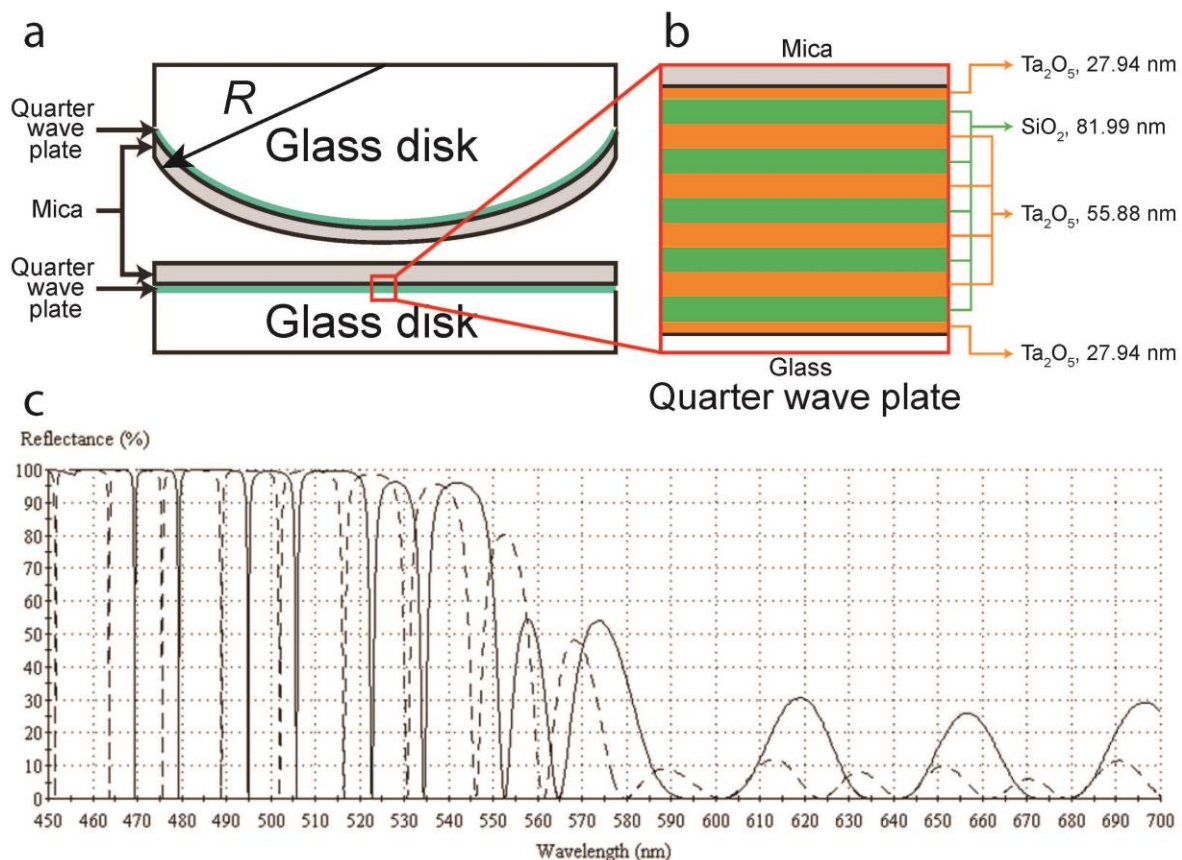 a
Quarter
wave
plate
R
Glass disk
Mica
Quarter
wave
plate
Glass disk
b
Mica
Ta₂O₅, 27.94 nm
SiO₂, 81.99 nm
Ta₂O₅, 55.88 nm
Ta₂O₅, 27.94 nm
Glass
Quarter wave plate
c
Reflectance (%)
100
90
80
70
60
50
40
30
20
10
0
450 460 470 480 490 500 510 520 530 540 550 560 570 580 590 600 610 620 630 640 650 660 670 680 690 700
Wavelength (nm)